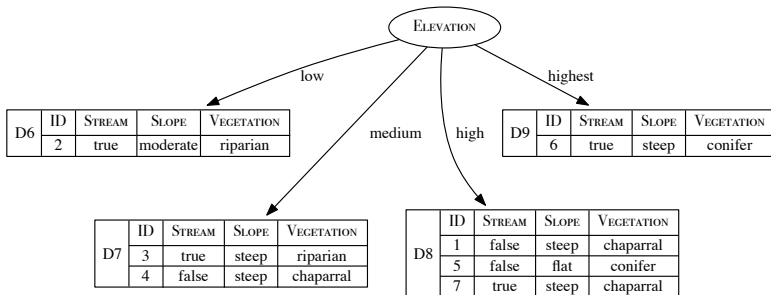 ELEVATION
low
medium
high
highest
D6
ID STREAM SLOPE VEGETATION
2 true moderate riparian
D9
ID STREAM SLOPE VEGETATION
6 true steep conifer
D7
ID STREAM SLOPE VEGETATION
3 true steep riparian
4 false steep chaparral
D8
ID STREAM SLOPE VEGETATION
1 false steep chaparral
5 false flat conifer
7 true steep chaparral